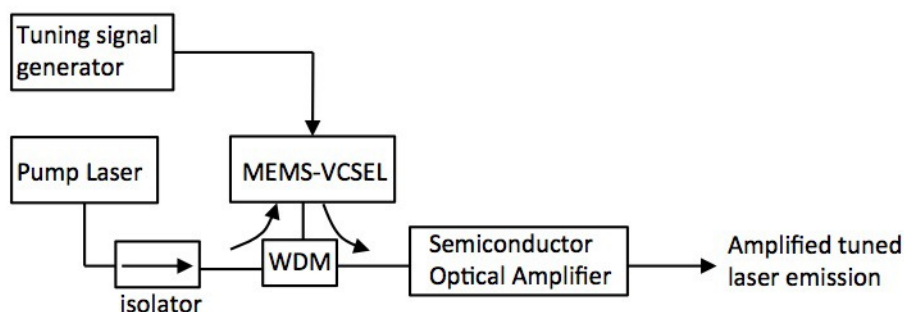 Tuning signal
generator
Pump Laser
MEMS-VCSEL
isolator
WDM
Semiconductor
Optical Amplifier
Amplified tuned
laser emission